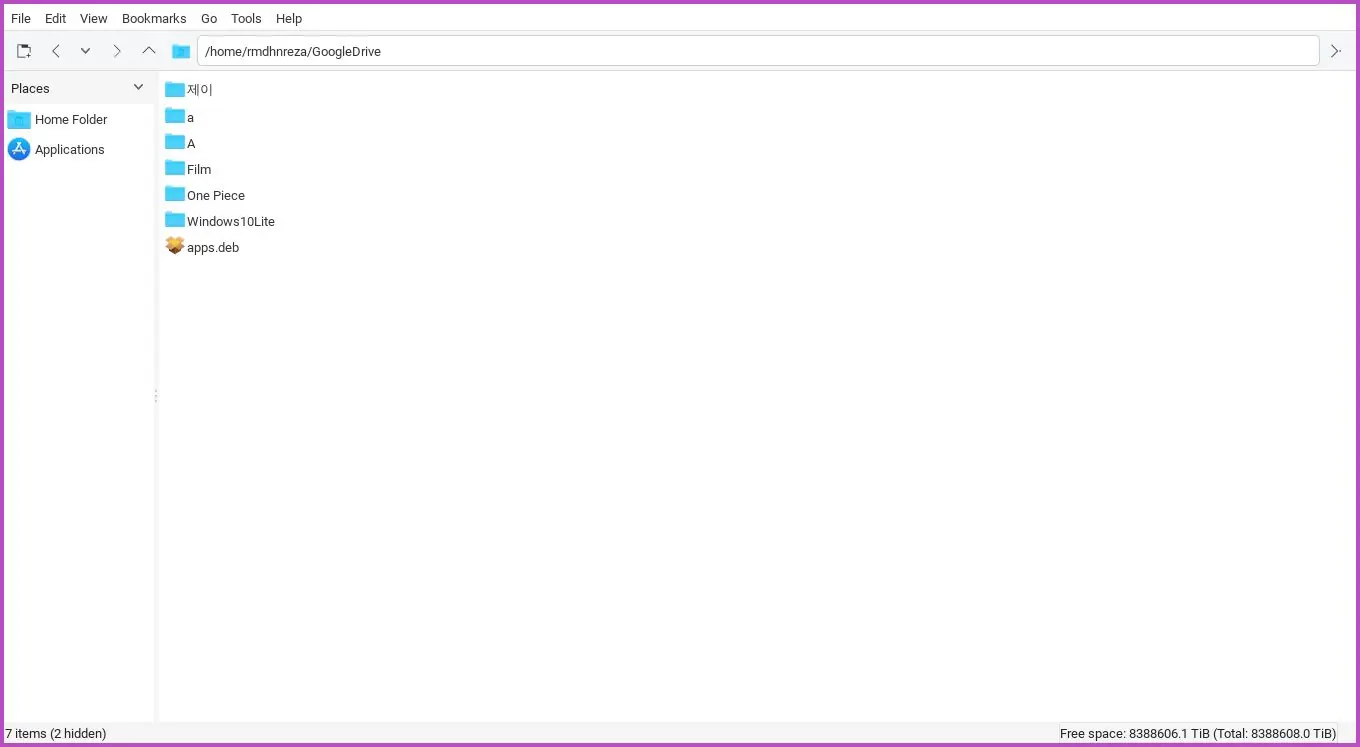 File Edit View Bookmarks Go Tools Help
/home/rmdhnreza/GoogleDrive
Places
Home Folder
Applications
제이
a
A
Film
One Piece
Windows10Lite
apps.deb
7 items (2 hidden)
Free space: 8388606.1 TiB (Total: 8388608.0 TiB)